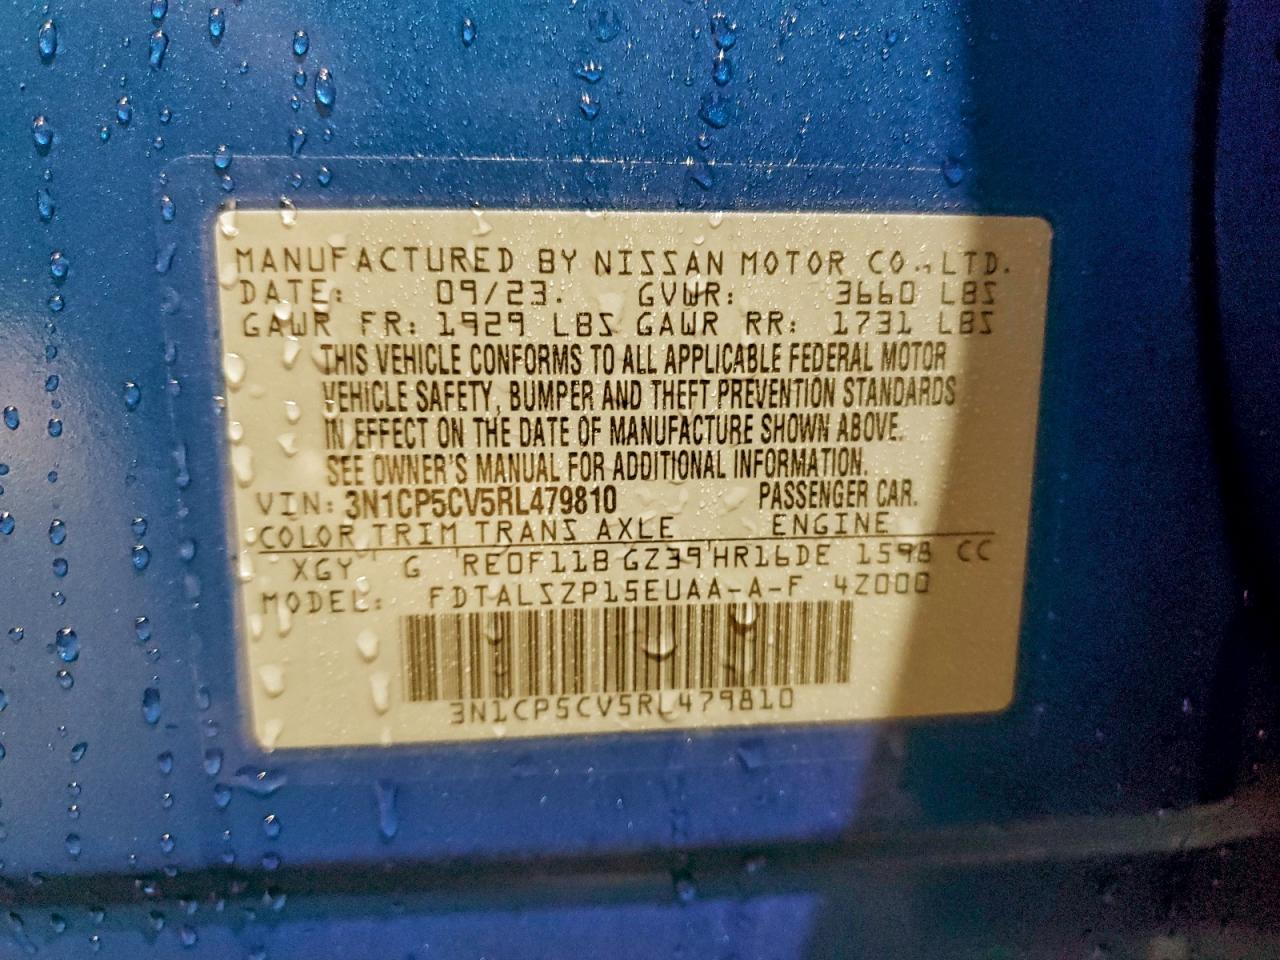 MANUFACTURED BY NISSAN MOTOR CO., LTD.
DATE: 09/23. GVWR: 3660 LBS
GAWR FR: 1929 LBS GAWR RR: 1731 LBS
THIS VEHICLE CONFORMS TO ALL APPLICABLE FEDERAL MOTOR
VEHICLE SAFETY, BUMPER AND THEFT PREVENTION STANDARDS
IN EFFECT ON THE DATE OF MANUFACTURE SHOWN ABOVE.
SEE OWNER'S MANUAL FOR ADDITIONAL INFORMATION.
VIN: 3N1CP5CV5RL479810 PASSENGER CAR.
COLOR TRIM TRANS AXLE ENGINE
XGY G RE0F11B GZ39 HR16DE 1598 CC
MODEL: FDTALSZP15EUAA-A-F 4Z000
3N1CP5CV5RL479810